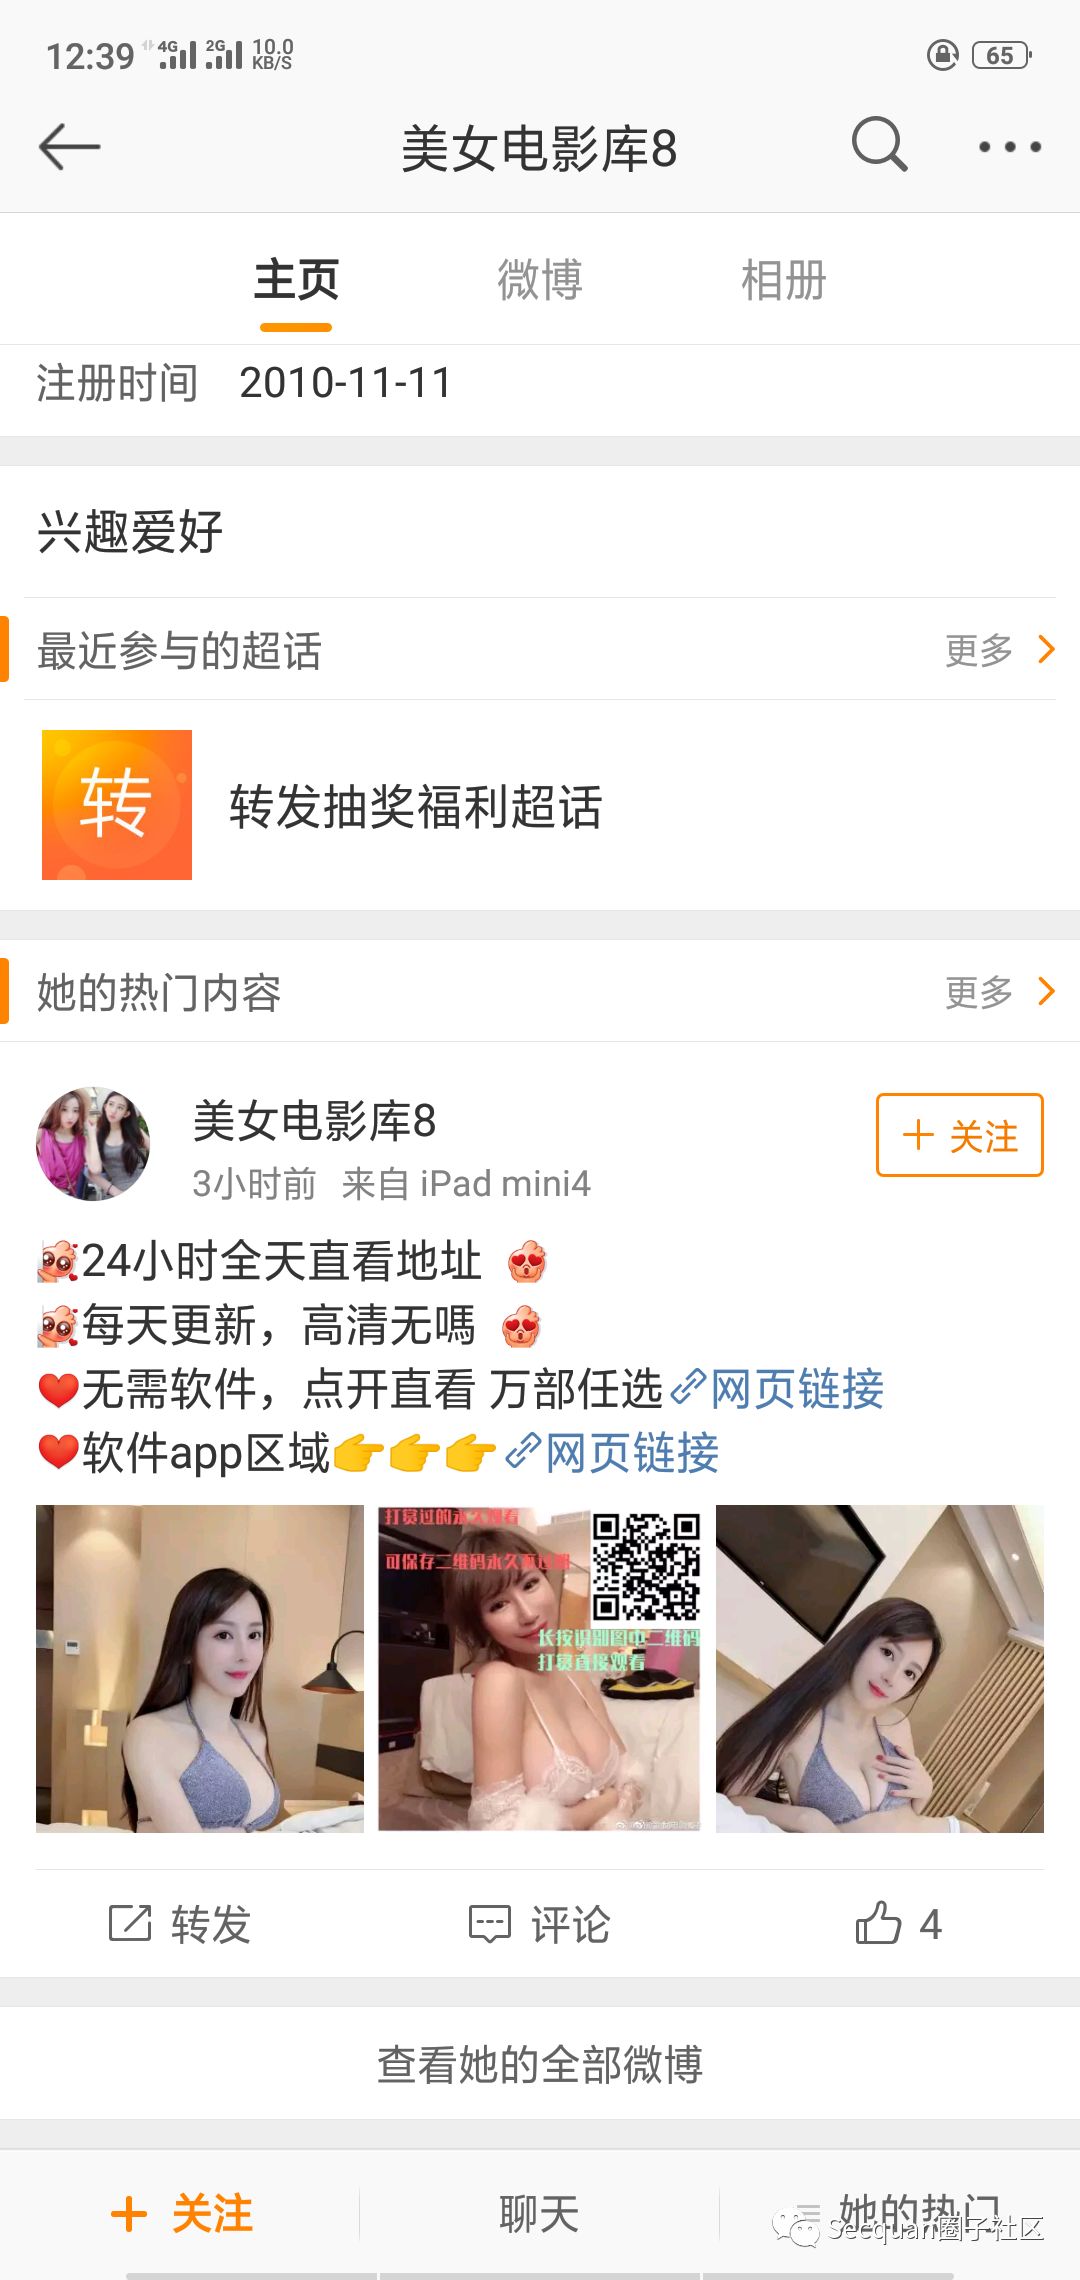 12:39 4G 2G 10.0 KB/S 65
美女电影库8
主页 微博 相册
注册时间 2010-11-11
兴趣爱好
最近参与的超话 更多
转 转发抽奖福利超话
她的热门内容 更多
美女电影库8
+ 关注
3小时前 来自 iPad mini4
24小时全天直看地址
每天更新，高清无嗎
无需软件，点开直看 万部任选网页链接
软件app区域网页链接
打赏过的永久观看
可保存二维码永久
长按识别图中二维码
打赏直接观看
转发 评论 4
查看她的全部微博
+ 关注 聊天 她的热门
Secquan圈子社区